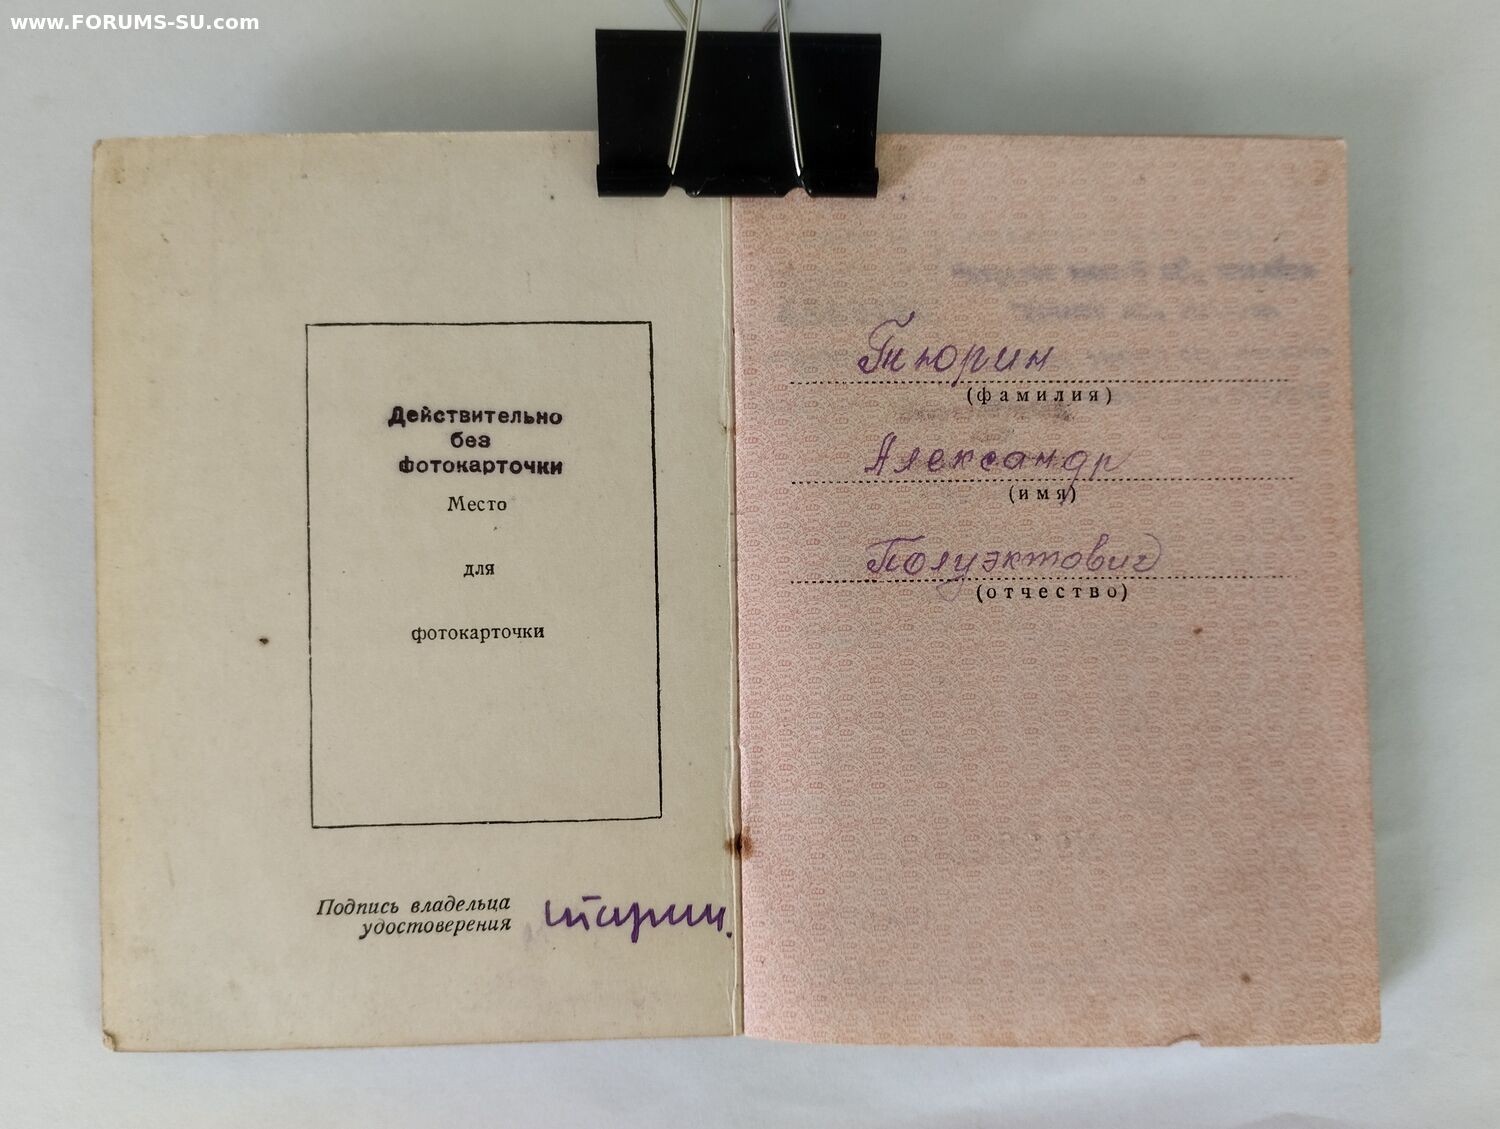 www.FORUMS-SU.com
Действительно
без
фотокарточки
Место
для
фотокарточки
Подпись владельца
удостоверения
Тюрин
(фамилия)
Александр
(имя)
Полуэктович
(отчество)